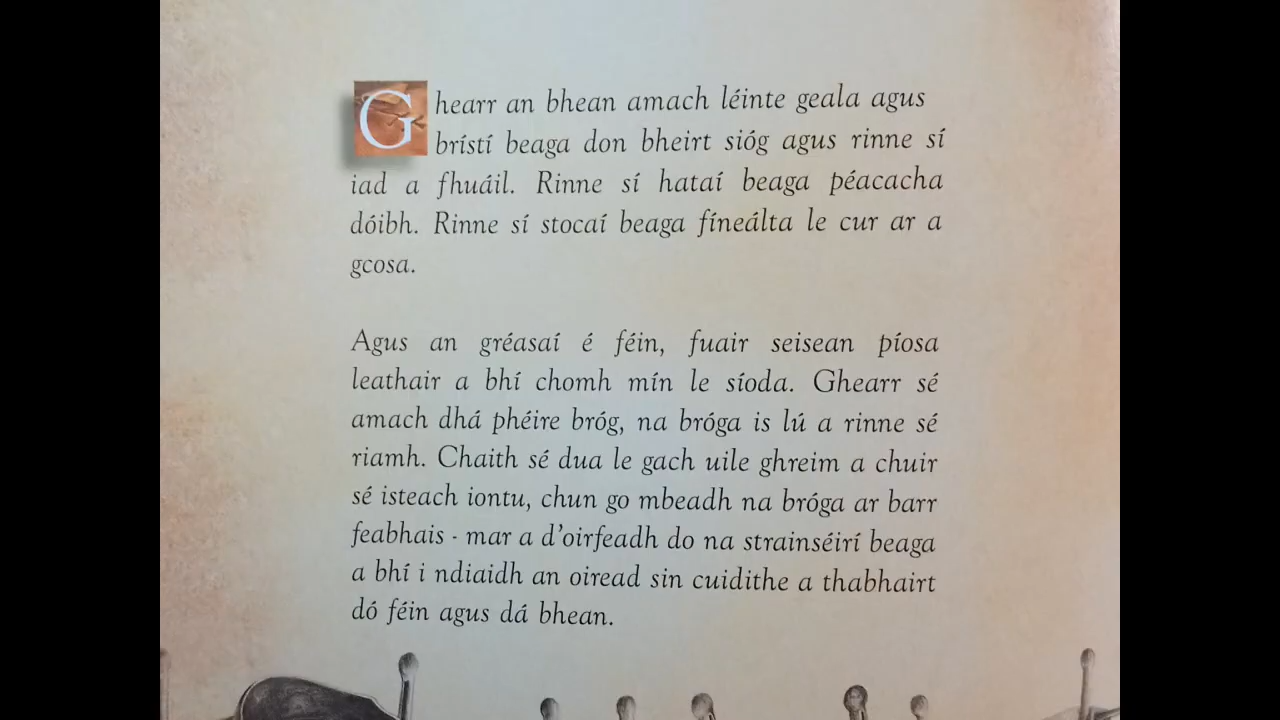 Ghearr an bhean amach léinte geala agus
brístí beaga don bheirt sióg agus rinne sí
iad a fhuáil. Rinne sí hataí beaga péacacha
dóibh. Rinne sí stocaí beaga fíneálta le cur ar a
gcosa.
Agus an gréasaí é féin, fuair seisean píosa
leathair a bhí chomh mín le síoda. Ghearr sé
amach dhá phéire bróg, na bróga is lú a rinne sé
riamh. Chaith sé dua le gach uile ghreim a chuir
sé isteach iontu, chun go mbeadh na bróga ar barr
feabhais - mar a d'oirfeadh do na strainséirí beaga
a bhí i ndiaidh an oiread sin cuidithe a thabhairt
dó féin agus dá bhean.